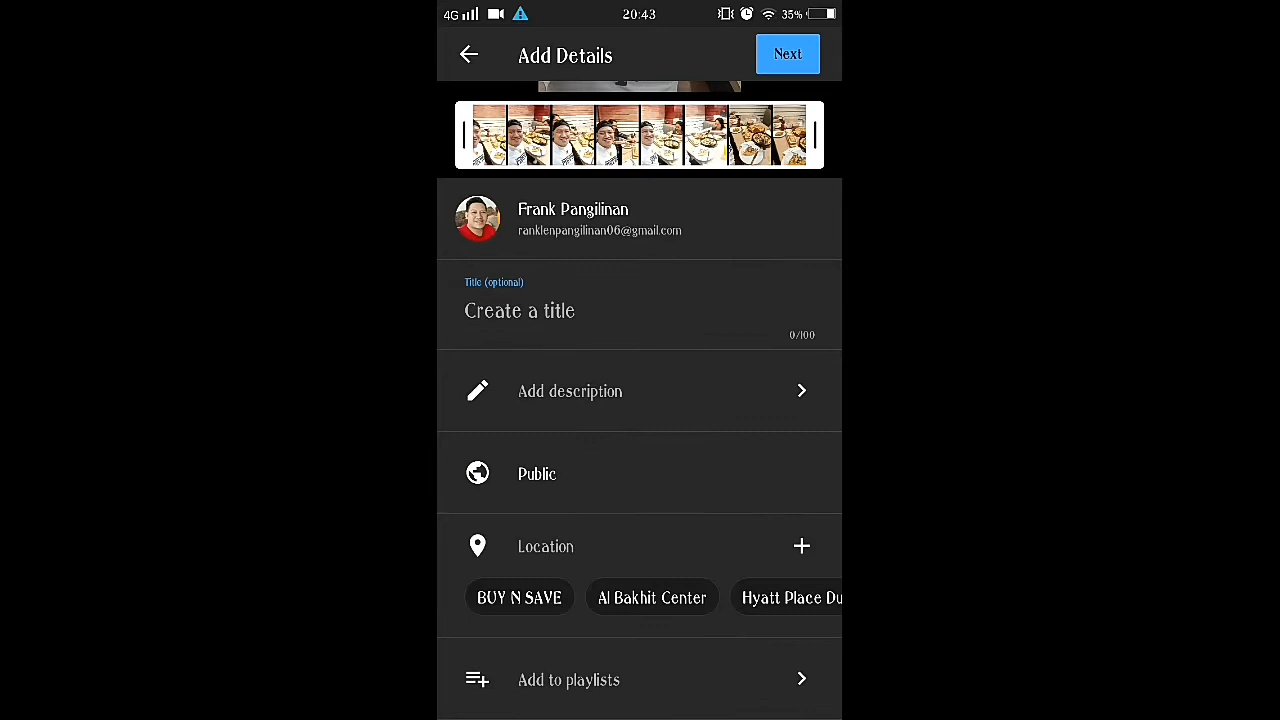 4G 20:43 35%
Add Details Next
Frank Pangilinan
ranklenpangilinan06@gmail.com
Title (optional)
Create a title
0/100
Add description
Public
Location
BUY N SAVE Al Bakhit Center Hyatt Place Du
Add to playlists